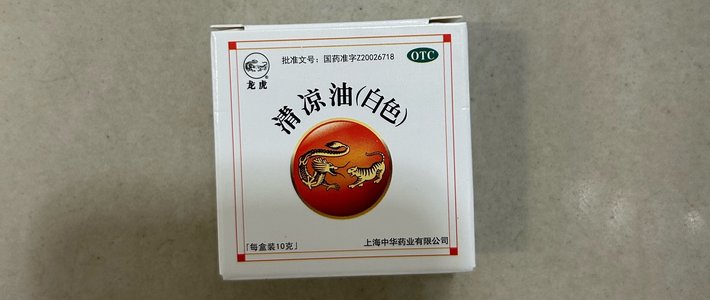 批准文号：国药准字Z20026718
OTC
龙虎
®
清凉油(白色)
「每盒装10克」
上海中华药业有限公司